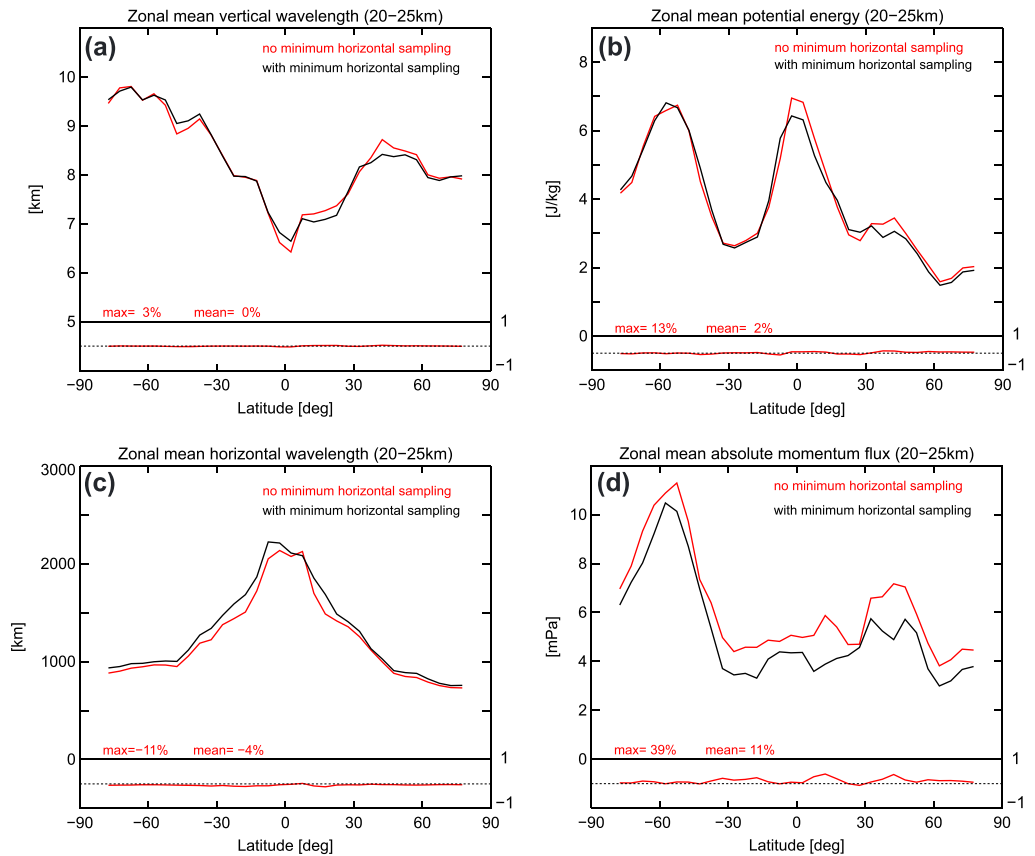 Zonal mean vertical wavelength (20−25km)
(a)
no minimum horizontal sampling
with minimum horizontal sampling
10
9
8
7
6
5
[km]
max= 3% mean= 0%
1
−1
−90 −60 −30 0 30 60 90
Latitude [deg]
Zonal mean potential energy (20−25km)
(b)
no minimum horizontal sampling
with minimum horizontal sampling
8
6
4
2
0
[J/kg]
max= 13% mean= 2%
1
−1
−90 −60 −30 0 30 60 90
Latitude [deg]
Zonal mean horizontal wavelength (20−25km)
(c)
no minimum horizontal sampling
with minimum horizontal sampling
3000
2000
1000
0
[km]
max=−11% mean= −4%
1
−1
−90 −60 −30 0 30 60 90
Latitude [deg]
Zonal mean absolute momentum flux (20−25km)
(d)
no minimum horizontal sampling
with minimum horizontal sampling
10
8
6
4
2
0
[mPa]
max= 39% mean= 11%
1
−1
−90 −60 −30 0 30 60 90
Latitude [deg]